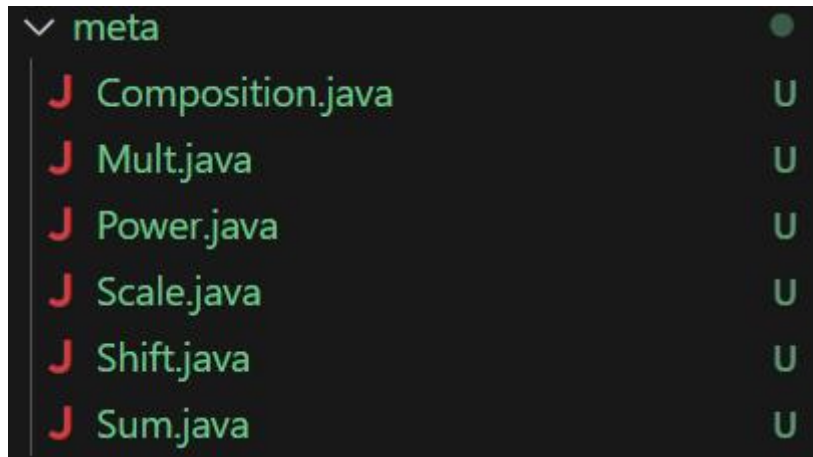 meta
J Composition.java U
J Mult.java U
J Power.java U
J Scale.java U
J Shift.java U
J Sum.java U